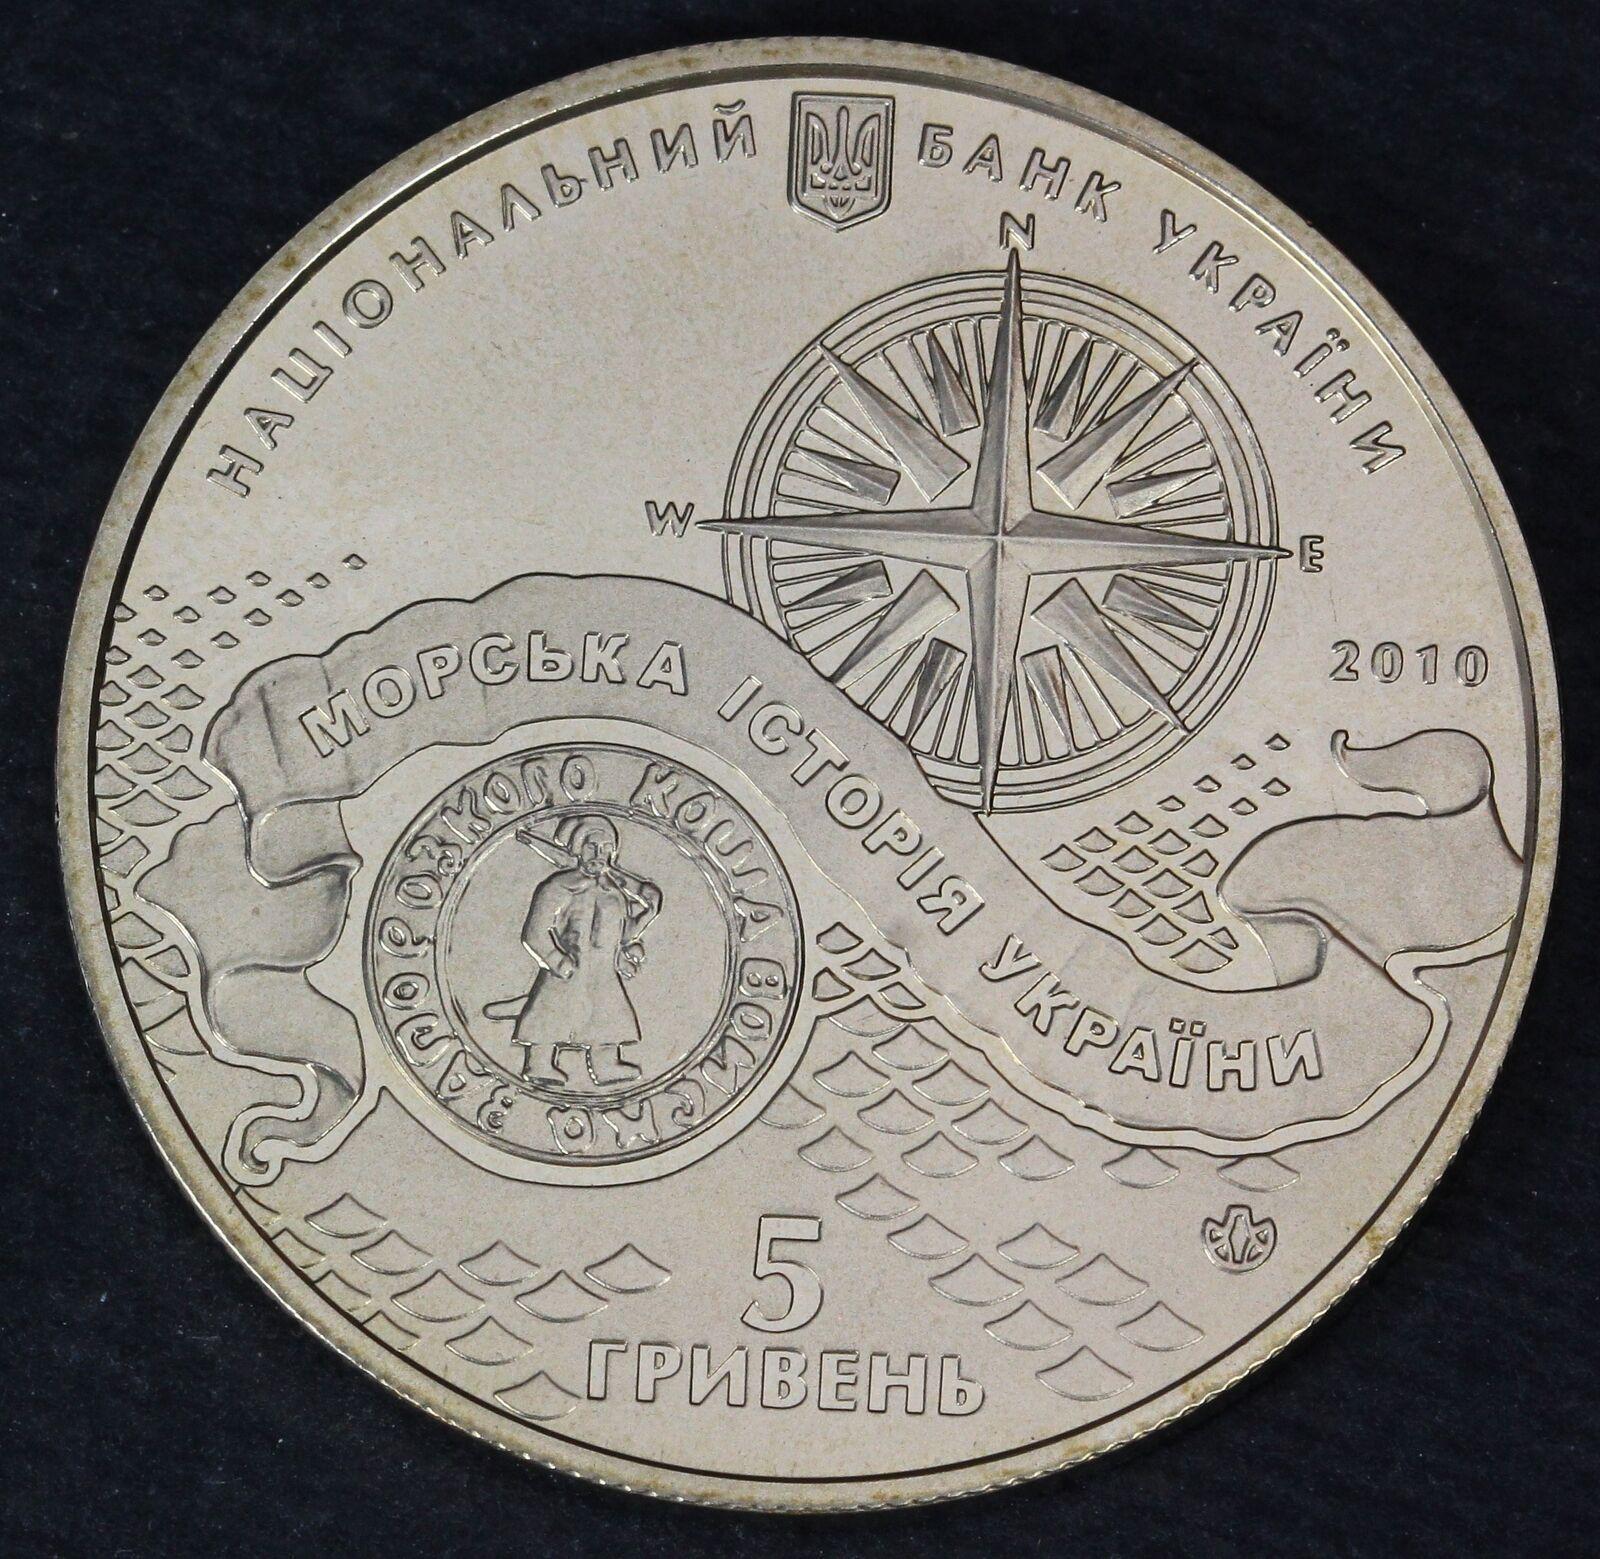 НАЦІОНАЛЬНИЙ БАНК УКРАЇНИ
N
W
E
2010
МОРСЬКА ІСТОРІЯ УКРАЇНИ
ЗАПОРОЗКОГО КОША ВОЙСКО
5
ГРИВЕНЬ